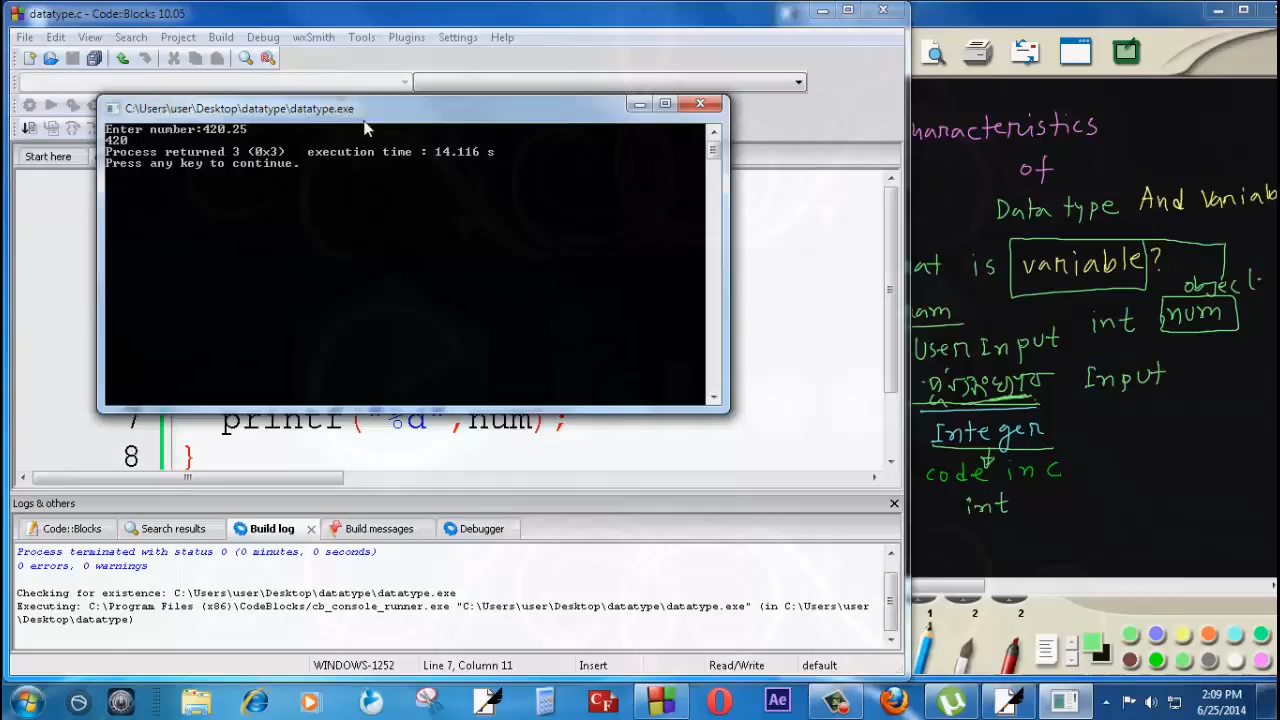 datatype.c - Code::Blocks 10.05
File Edit View Search Project Build Debug wxSmith Tools Plugins Settings Help
C:\Users\user\Desktop\datatype\datatype.exe
Enter number:420.25
420
Process returned 3 (0x3)   execution time : 14.116 s
Press any key to continue.
Start here
7 printf("%d",num);
8 }
Logs & others
Code::Blocks Search results Build log Build messages Debugger
Process terminated with status 0 (0 minutes, 0 seconds)
0 errors, 0 warnings
Checking for existence: C:\Users\user\Desktop\datatype\datatype.exe
Executing: C:\Program Files (x86)\CodeBlocks/cb_console_runner.exe "C:\Users\user\Desktop\datatype\datatype.exe" (in C:\Users\user
\Desktop\datatype)
WINDOWS-1252 Line 7, Column 11 Insert Read/Write default
haracteristics
of
Data type And Variab
at is variable?
object
am
int num
User Input
Input
Integer
code in c
int
1 2 2
2:09 PM
6/25/2014